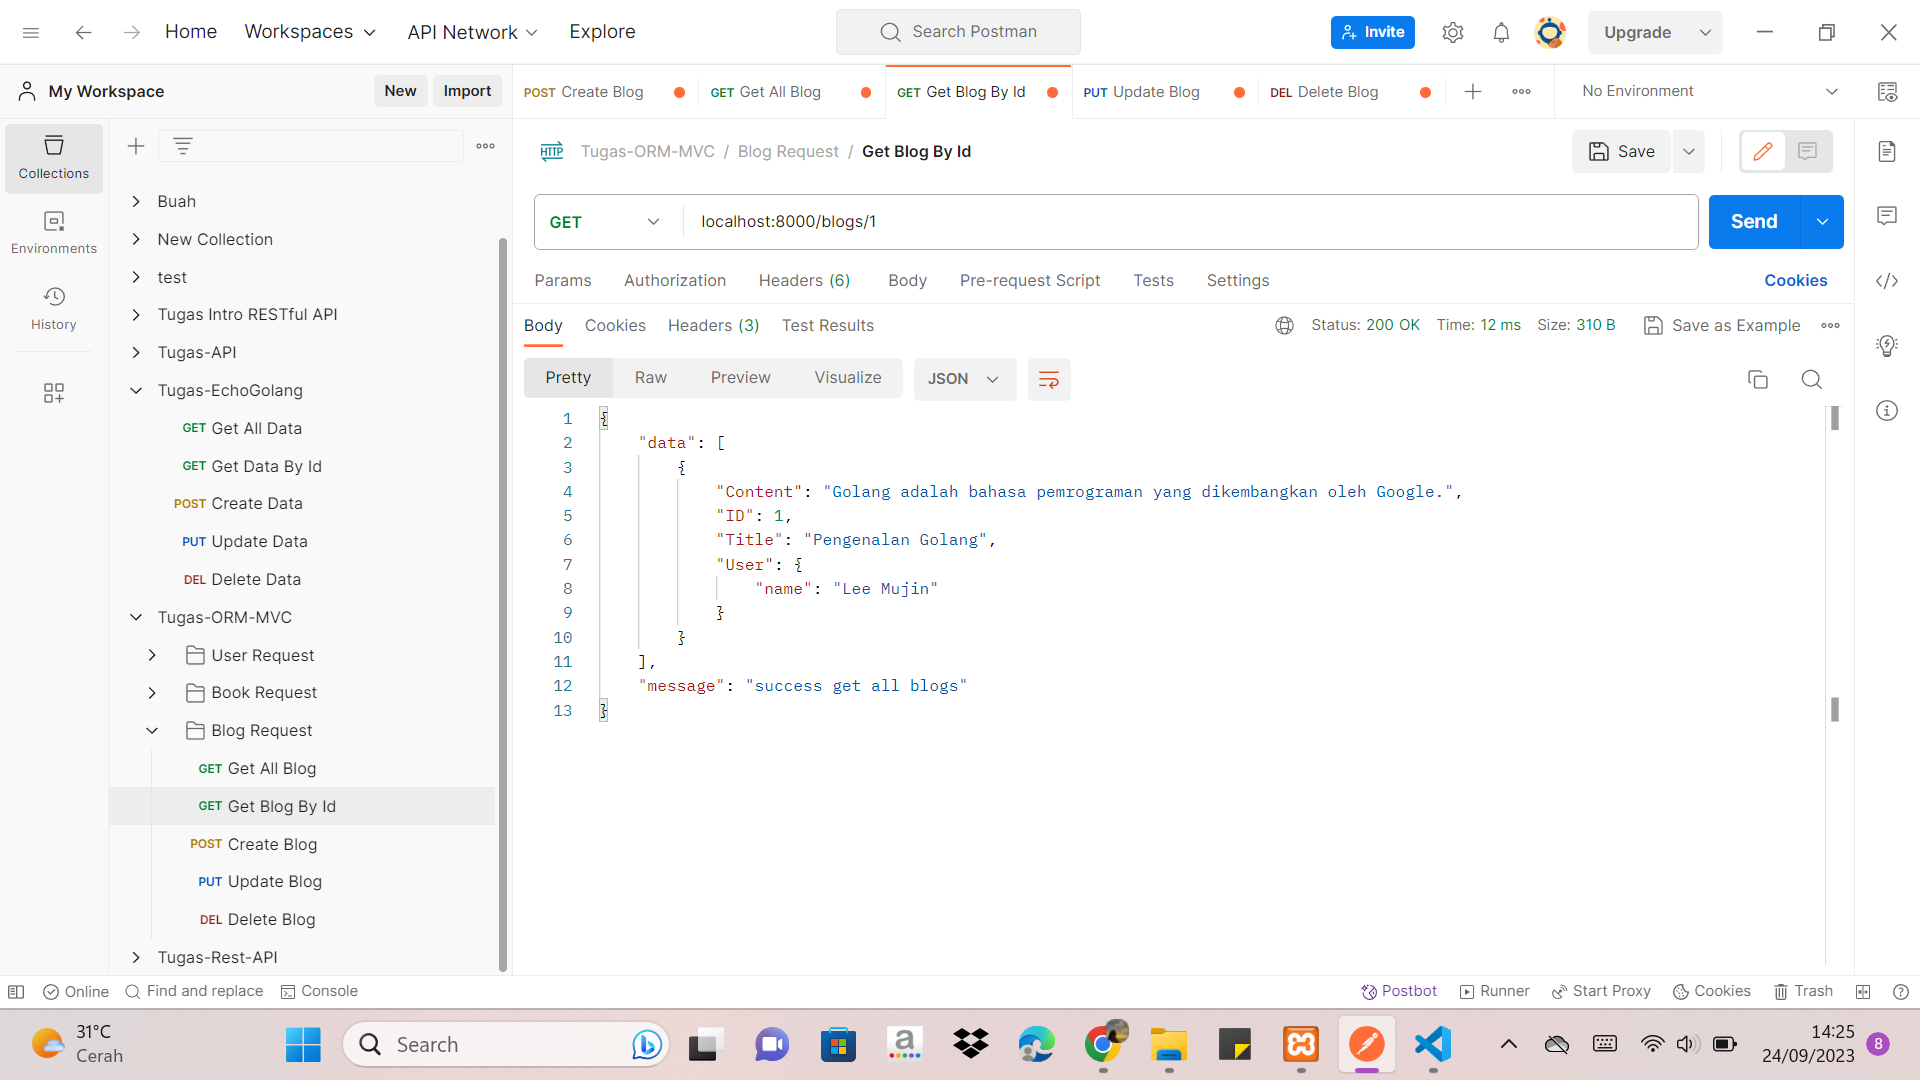 Home Workspaces API Network Explore Search Postman Invite Upgrade
My Workspace New Import POST Create Blog GET Get All Blog GET Get Blog By Id PUT Update Blog DEL Delete Blog No Environment
Collections
Environments
History
Buah
New Collection
test
Tugas Intro RESTful API
Tugas-API
Tugas-EchoGolang
GET Get All Data
GET Get Data By Id
POST Create Data
PUT Update Data
DEL Delete Data
Tugas-ORM-MVC
User Request
Book Request
Blog Request
GET Get All Blog
GET Get Blog By Id
POST Create Blog
PUT Update Blog
DEL Delete Blog
Tugas-Rest-API
HTTP Tugas-ORM-MVC / Blog Request / Get Blog By Id Save
GET localhost:8000/blogs/1 Send
Params Authorization Headers (6) Body Pre-request Script Tests Settings Cookies
Body Cookies Headers (3) Test Results Status: 200 OK Time: 12 ms Size: 310 B Save as Example
Pretty Raw Preview Visualize JSON
1 {
2 "data": [
3 {
4 "Content": "Golang adalah bahasa pemrograman yang dikembangkan oleh Google.",
5 "ID": 1,
6 "Title": "Pengenalan Golang",
7 "User": {
8 "name": "Lee Mujin"
9 }
10 }
11 ],
12 "message": "success get all blogs"
13 }
Online Find and replace Console Postbot Runner Start Proxy Cookies Trash
31°C
Cerah
Search
a
14:25
24/09/2023
8